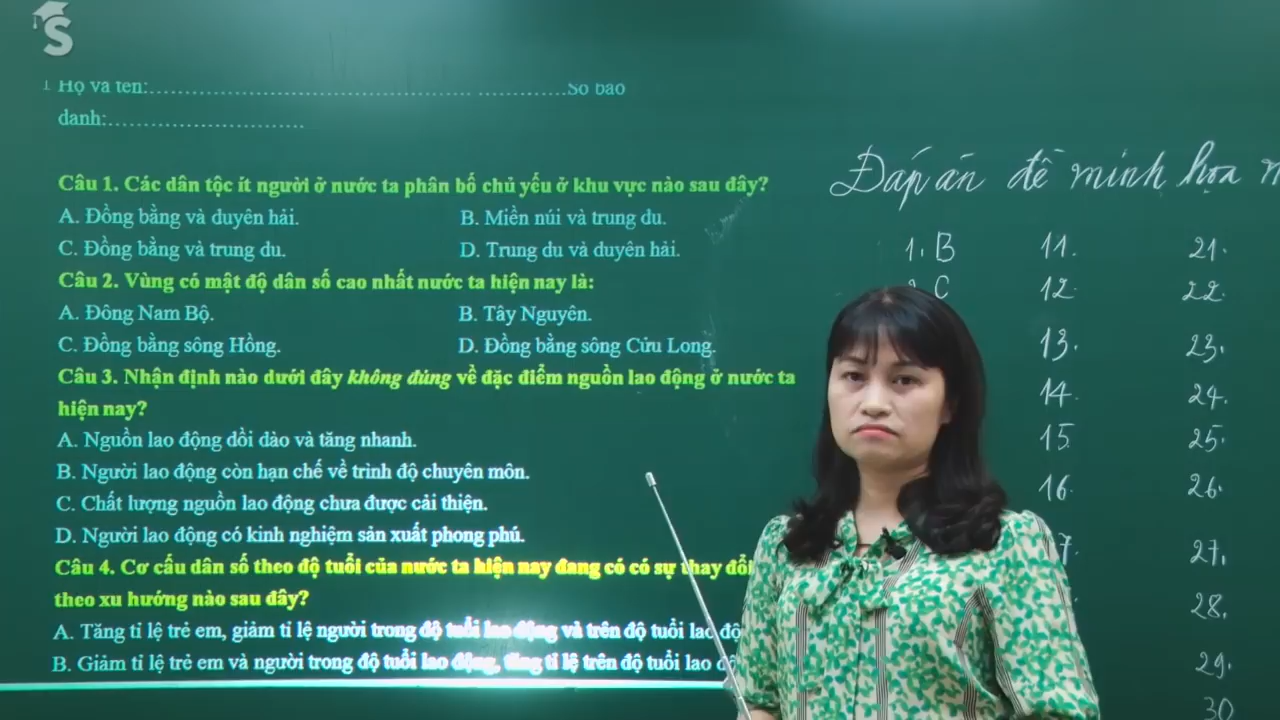 S
Họ và tên:........................................................ ................Số báo
danh:....................................
Câu 1. Các dân tộc ít người ở nước ta phân bố chủ yếu ở khu vực nào sau đây?
A. Đồng bằng và duyên hải. B. Miền núi và trung du.
C. Đồng bằng và trung du. D. Trung du và duyên hải.
Câu 2. Vùng có mật độ dân số cao nhất nước ta hiện nay là:
A. Đông Nam Bộ. B. Tây Nguyên.
C. Đồng bằng sông Hồng. D. Đồng bằng sông Cửu Long.
Câu 3. Nhận định nào dưới đây không đúng về đặc điểm nguồn lao động ở nước ta
hiện nay?
A. Nguồn lao động dồi dào và tăng nhanh.
B. Người lao động còn hạn chế về trình độ chuyên môn.
C. Chất lượng nguồn lao động chưa được cải thiện.
D. Người lao động có kinh nghiệm sản xuất phong phú.
Câu 4. Cơ cấu dân số theo độ tuổi của nước ta hiện nay đang có có sự thay đổi
theo xu hướng nào sau đây?
A. Tăng tỉ lệ trẻ em, giảm tỉ lệ người trong độ tuổi lao động và trên độ tuổi lao độ
B. Giảm tỉ lệ trẻ em và người trong độ tuổi lao động, tăng tỉ lệ trên độ tuổi lao độ
Đáp án đề minh họa
1. B 11. 21.
2. C 12. 22.
13. 23.
14. 24.
15 25.
16. 26.
7. 27.
28.
29.
30